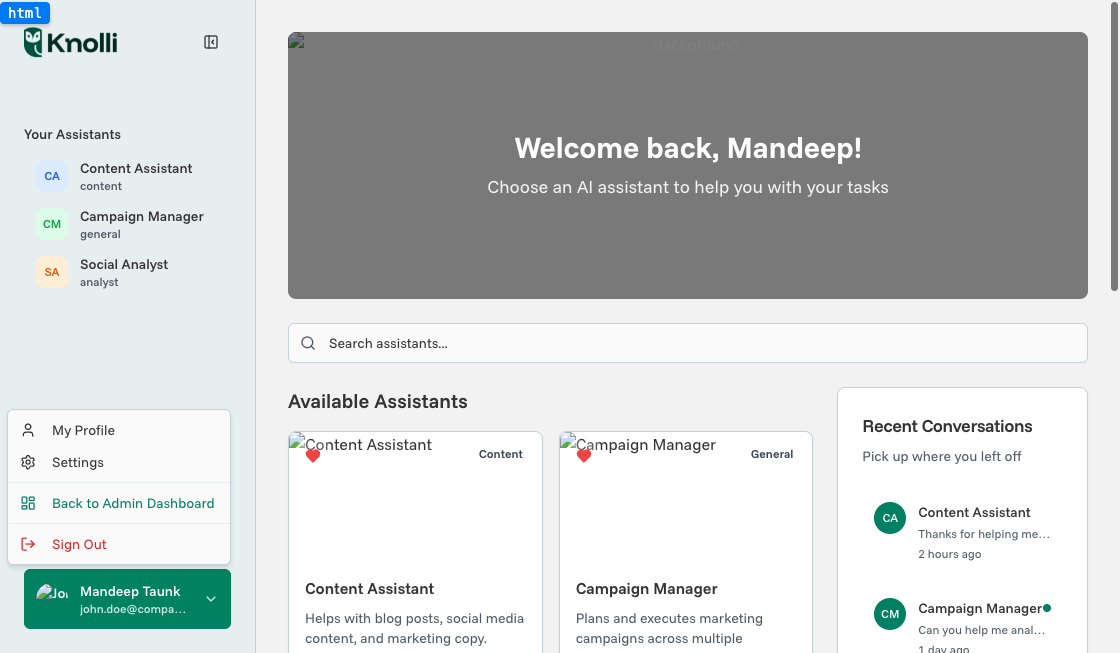 html
Knolli
Your Assistants
CA
Content Assistant
content
CM
Campaign Manager
general
SA
Social Analyst
analyst
My Profile
Settings
Back to Admin Dashboard
Sign Out
Mandeep Taunk
john.doe@compa...
Background
Welcome back, Mandeep!
Choose an AI assistant to help you with your tasks
Search assistants...
Available Assistants
Content Assistant
Content
Content Assistant
Helps with blog posts, social media
content, and marketing copy.
Campaign Manager
General
Campaign Manager
Plans and executes marketing
campaigns across multiple
Recent Conversations
Pick up where you left off
CA
Content Assistant
Thanks for helping me...
2 hours ago
CM
Campaign Manager
Can you help me anal...
1 day ago